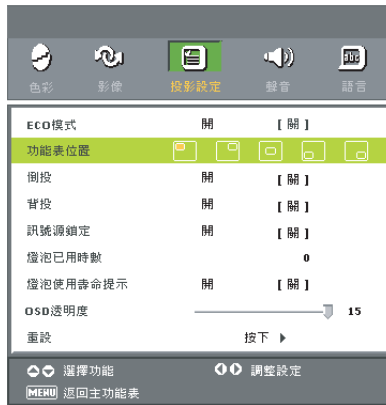 色彩 影像 投影設定 聲音 語言
ECO模式 開 [ 關 ]
功能表位置
倒投 開 [ 關 ]
背投 開 [ 關 ]
訊號源鎖定 開 [ 關 ]
燈泡已用時數 0
燈泡使用壽命提示 開 [ 關 ]
OSD透明度 15
重設 按下
選擇功能 調整設定
MENU 返回主功能表